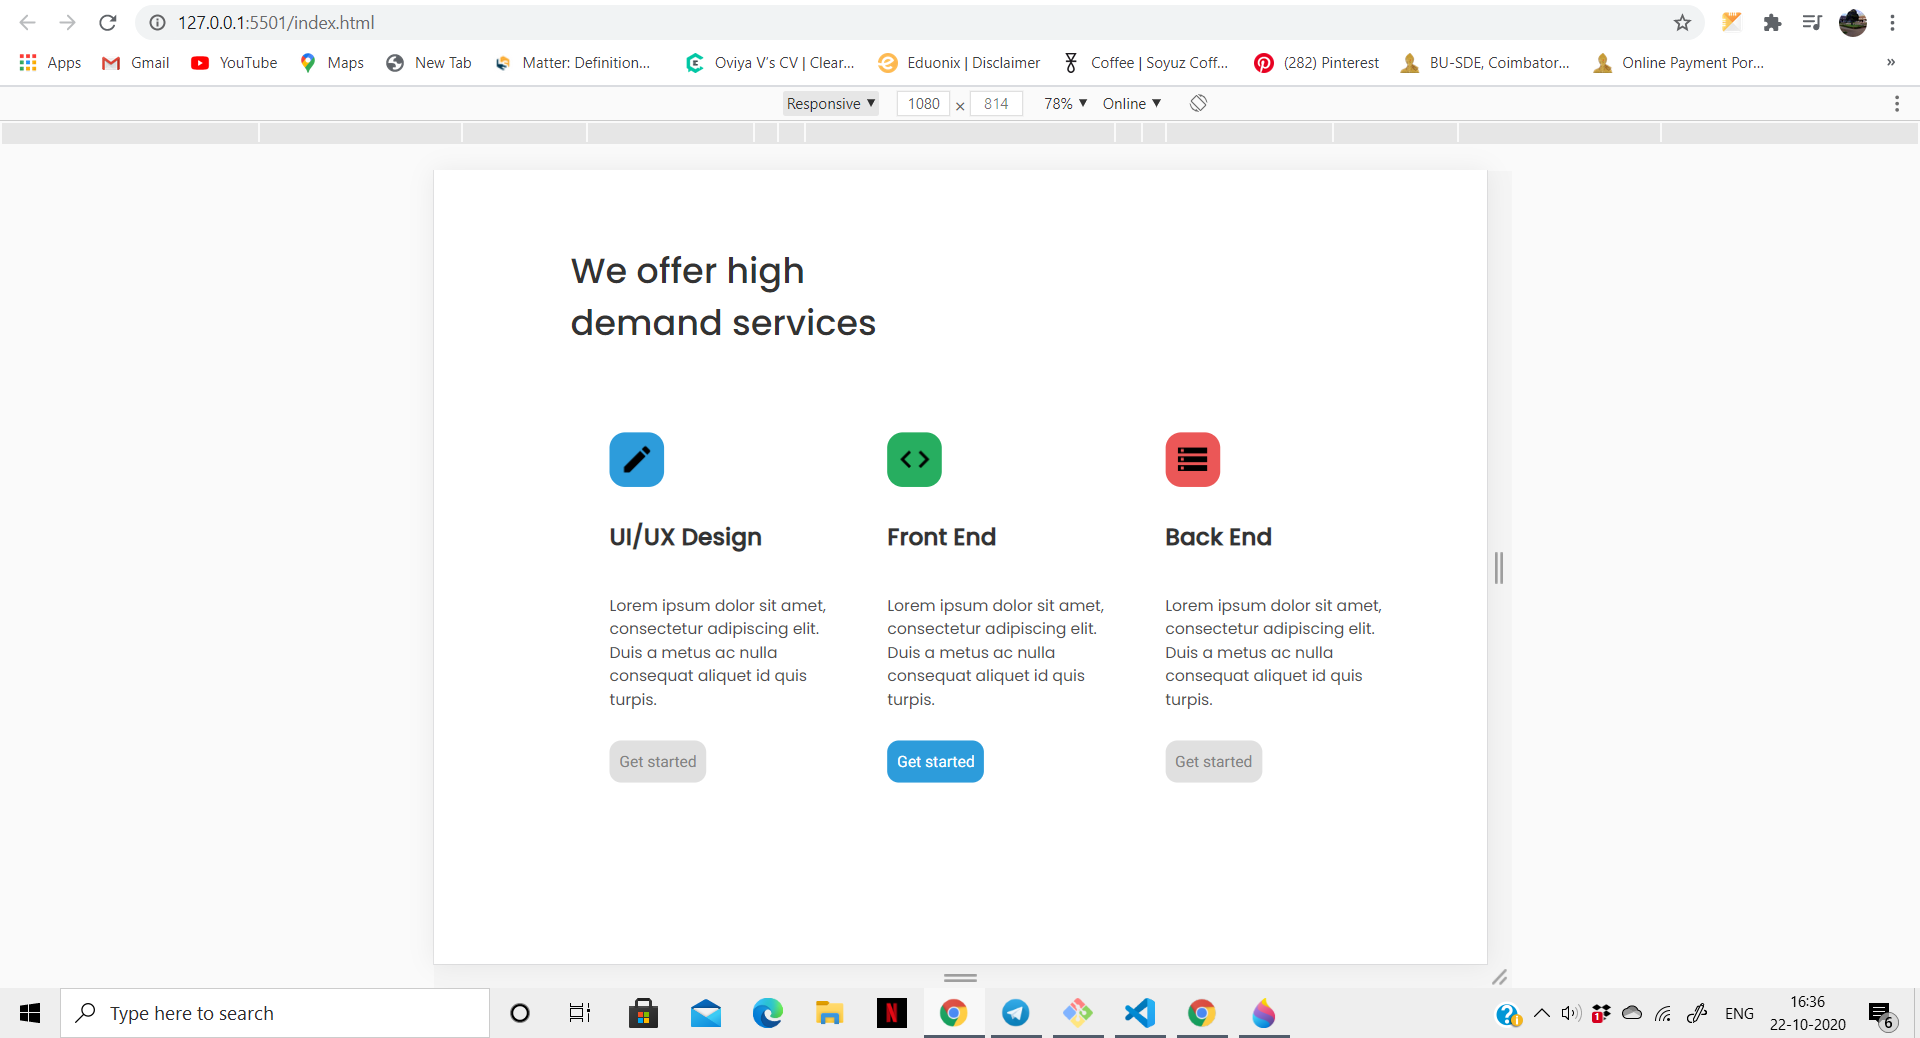 127.0.0.1:5501/index.html
Apps Gmail YouTube Maps New Tab Matter: Definition... Oviya V's CV | Clear... Eduonix | Disclaimer Coffee | Soyuz Coff... (282) Pinterest BU-SDE, Coimbator... Online Payment Por... »
Responsive ▼ 1080 × 814 78% ▼ Online ▼
We offer high
demand services
UI/UX Design
Lorem ipsum dolor sit amet,
consectetur adipiscing elit.
Duis a metus ac nulla
consequat aliquet id quis
turpis.
Get started
Front End
Lorem ipsum dolor sit amet,
consectetur adipiscing elit.
Duis a metus ac nulla
consequat aliquet id quis
turpis.
Get started
Back End
Lorem ipsum dolor sit amet,
consectetur adipiscing elit.
Duis a metus ac nulla
consequat aliquet id quis
turpis.
Get started
Type here to search
1
ENG
16:36
22-10-2020
6